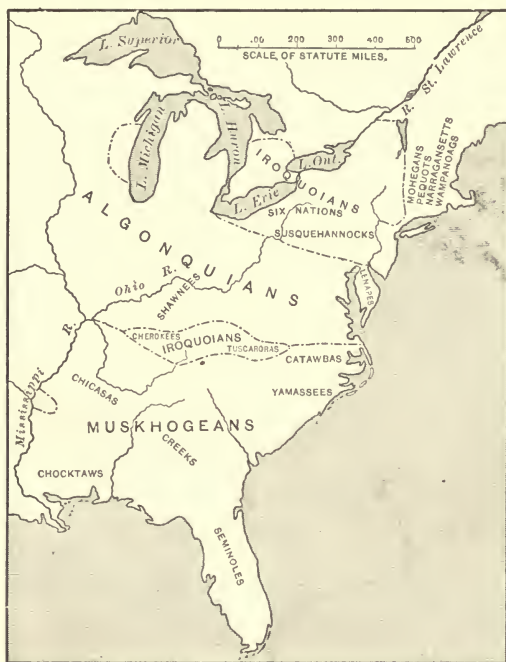 L. Superior
0 50 100 200 300 400 500
SCALE OF STATUTE MILES.
R. St. Lawrence
L. Michigan
L. Huron
L. Ont.
L. Erie
IROQUOIANS
SIX NATIONS
SUSQUEHANNOCKS
MOHEGANS
PEQUOTS
NARRAGANSETTS
WAMPANOAGS
ALGONQUIANS
LENAPES
Ohio R.
SHAWNEES
CHEROKEES
IROQUOIANS
TUSCARORAS
CATAWBAS
YAMASSEES
Mississippi R.
CHICASAS
MUSKHOGEANS
CREEKS
CHOCKTAWS
SEMINOLES